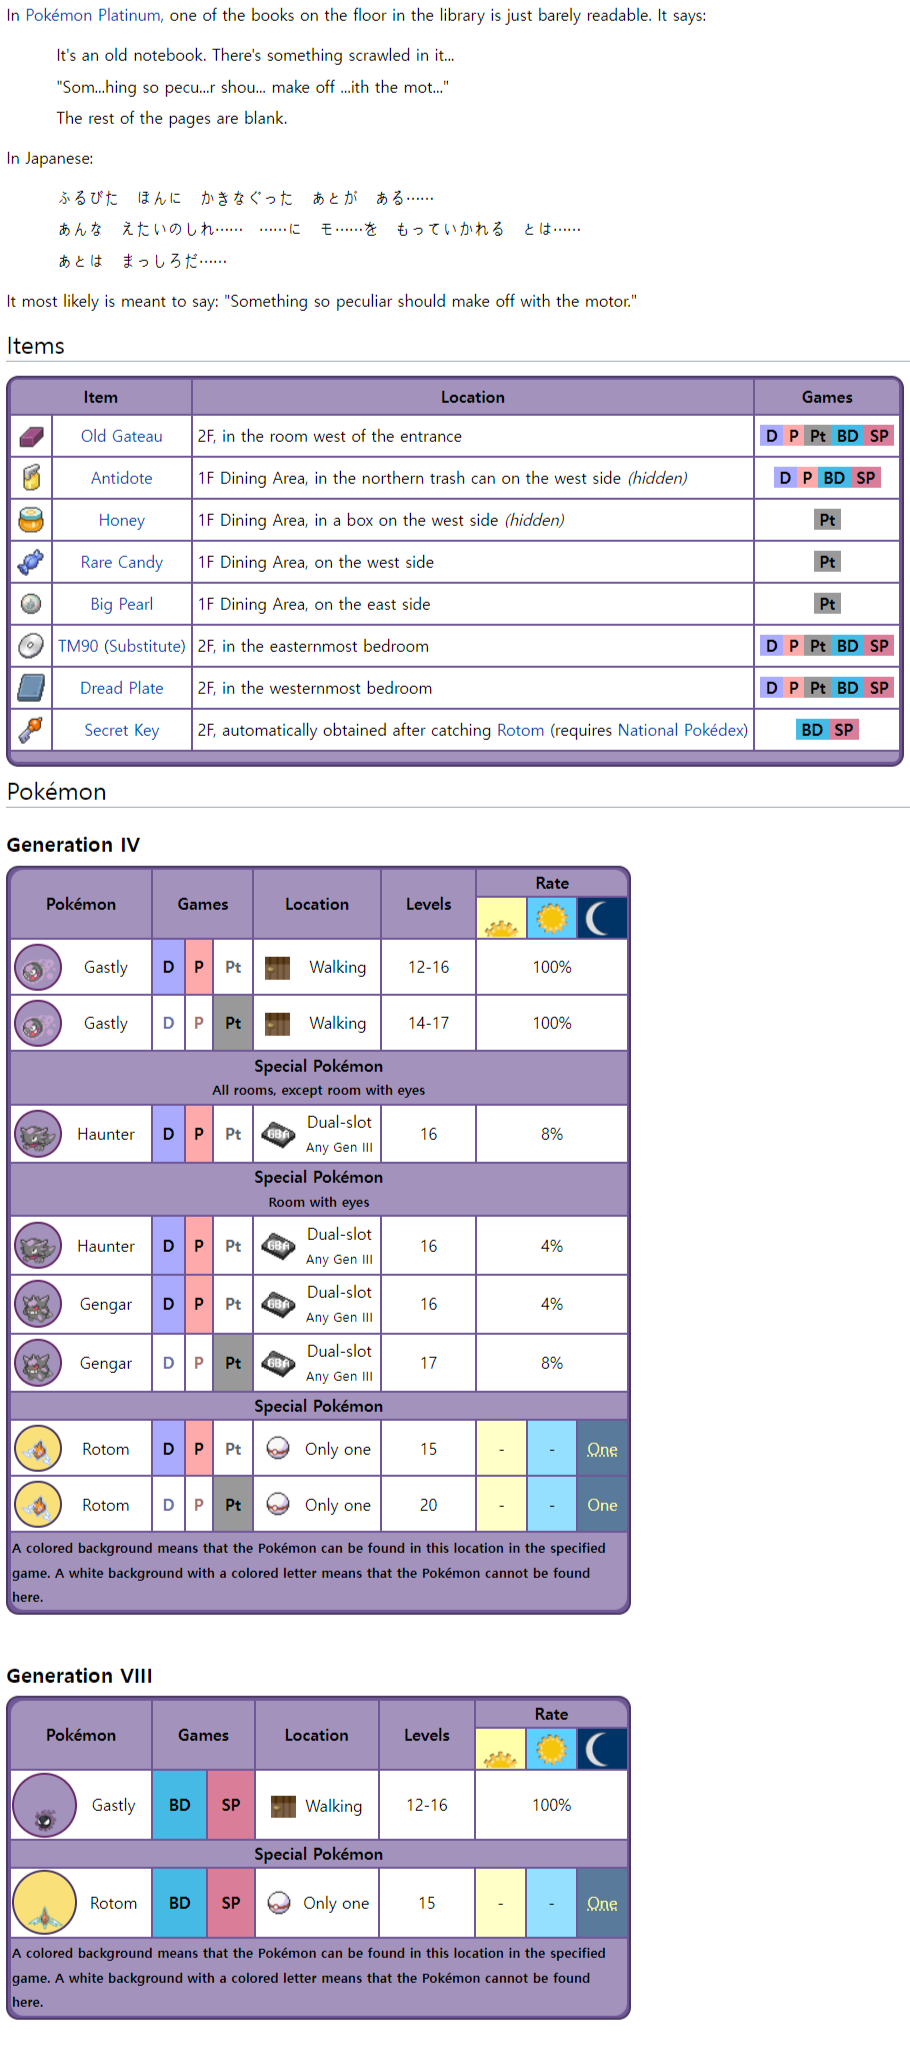 In Pokémon Platinum, one of the books on the floor in the library is just barely readable. It says:
It's an old notebook. There's something scrawled in it...
"Som...hing so pecu...r shou... make off ...ith the mot..."
The rest of the pages are blank.
In Japanese:
ふるびた　ほんに　かきなぐった　あとが　ある……
あんな　えたいのしれ……　……に　モ……を　もっていかれる　とは……
あとは　まっしろだ……
It most likely is meant to say: "Something so peculiar should make off with the motor."
Items
Item Location Games
Old Gateau 2F, in the room west of the entrance D P Pt BD SP
Antidote 1F Dining Area, in the northern trash can on the west side (hidden) D P BD SP
Honey 1F Dining Area, in a box on the west side (hidden) Pt
Rare Candy 1F Dining Area, on the west side Pt
Big Pearl 1F Dining Area, on the east side Pt
TM90 (Substitute) 2F, in the easternmost bedroom D P Pt BD SP
Dread Plate 2F, in the westernmost bedroom D P Pt BD SP
Secret Key 2F, automatically obtained after catching Rotom (requires National Pokédex) BD SP
Pokémon
Generation IV
Pokémon Games Location Levels Rate
Gastly D P Pt Walking 12-16 100%
Gastly D P Pt Walking 14-17 100%
Special Pokémon
All rooms, except room with eyes
Haunter D P Pt GBA Dual-slot Any Gen III 16 8%
Special Pokémon
Room with eyes
Haunter D P Pt GBA Dual-slot Any Gen III 16 4%
Gengar D P Pt GBA Dual-slot Any Gen III 16 4%
Gengar D P Pt GBA Dual-slot Any Gen III 17 8%
Special Pokémon
Rotom D P Pt Only one 15 - - One
Rotom D P Pt Only one 20 - - One
A colored background means that the Pokémon can be found in this location in the specified
game. A white background with a colored letter means that the Pokémon cannot be found
here.
Generation VIII
Pokémon Games Location Levels Rate
Gastly BD SP Walking 12-16 100%
Special Pokémon
Rotom BD SP Only one 15 - - One
A colored background means that the Pokémon can be found in this location in the specified
game. A white background with a colored letter means that the Pokémon cannot be found
here.